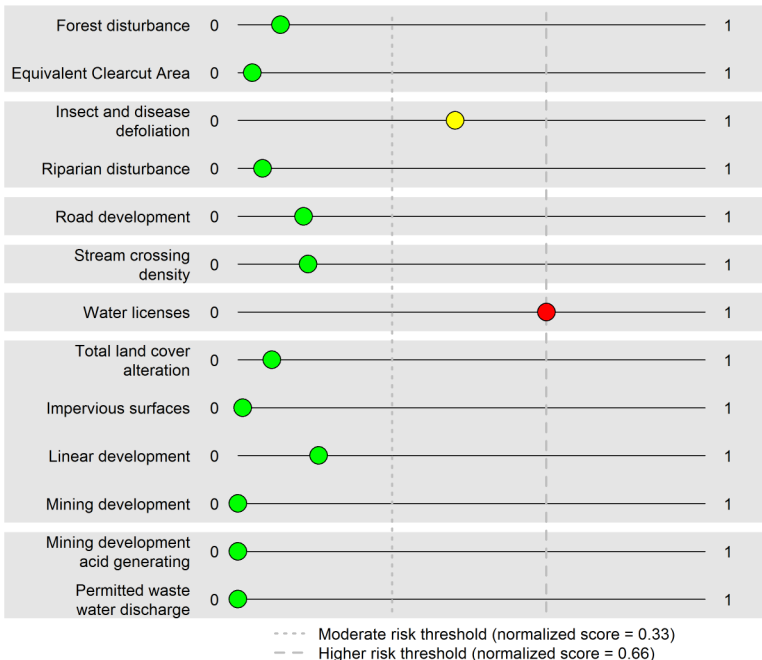 Forest disturbance 0 1
Equivalent Clearcut Area 0 1
Insect and disease
defoliation 0 1
Riparian disturbance 0 1
Road development 0 1
Stream crossing
density 0 1
Water licenses 0 1
Total land cover
alteration 0 1
Impervious surfaces 0 1
Linear development 0 1
Mining development 0 1
Mining development
acid generating 0 1
Permitted waste
water discharge 0 1
Moderate risk threshold (normalized score = 0.33)
Higher risk threshold (normalized score = 0.66)